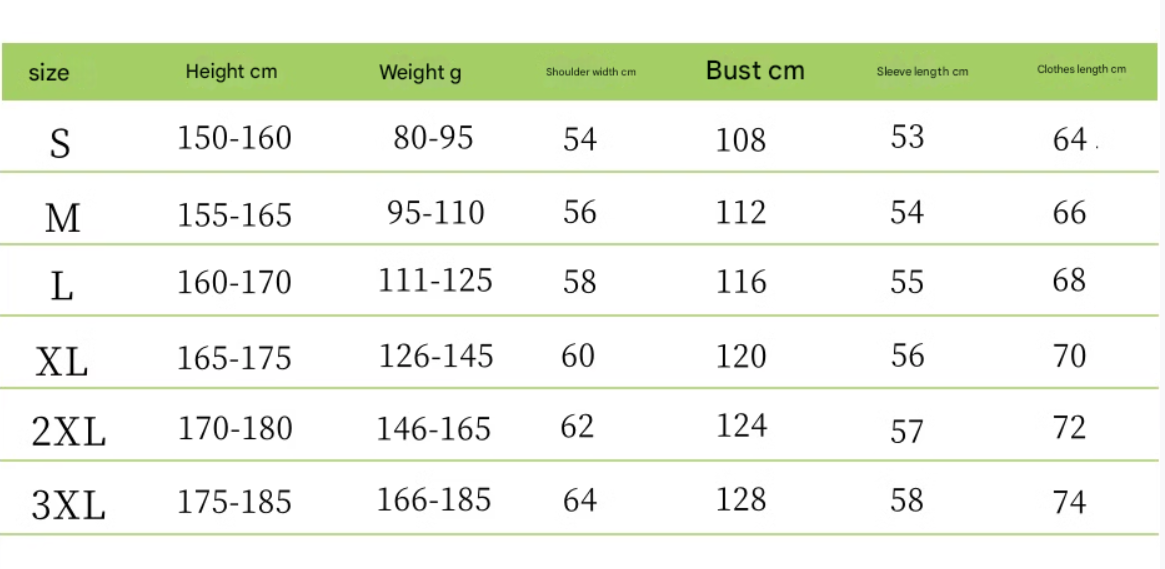 size Height cm Weight g Shoulder width cm Bust cm Sleeve length cm Clothes length cm
S 150-160 80-95 54 108 53 64 .
M 155-165 95-110 56 112 54 66
L 160-170 111-125 58 116 55 68
XL 165-175 126-145 60 120 56 70
2XL 170-180 146-165 62 124 57 72
3XL 175-185 166-185 64 128 58 74